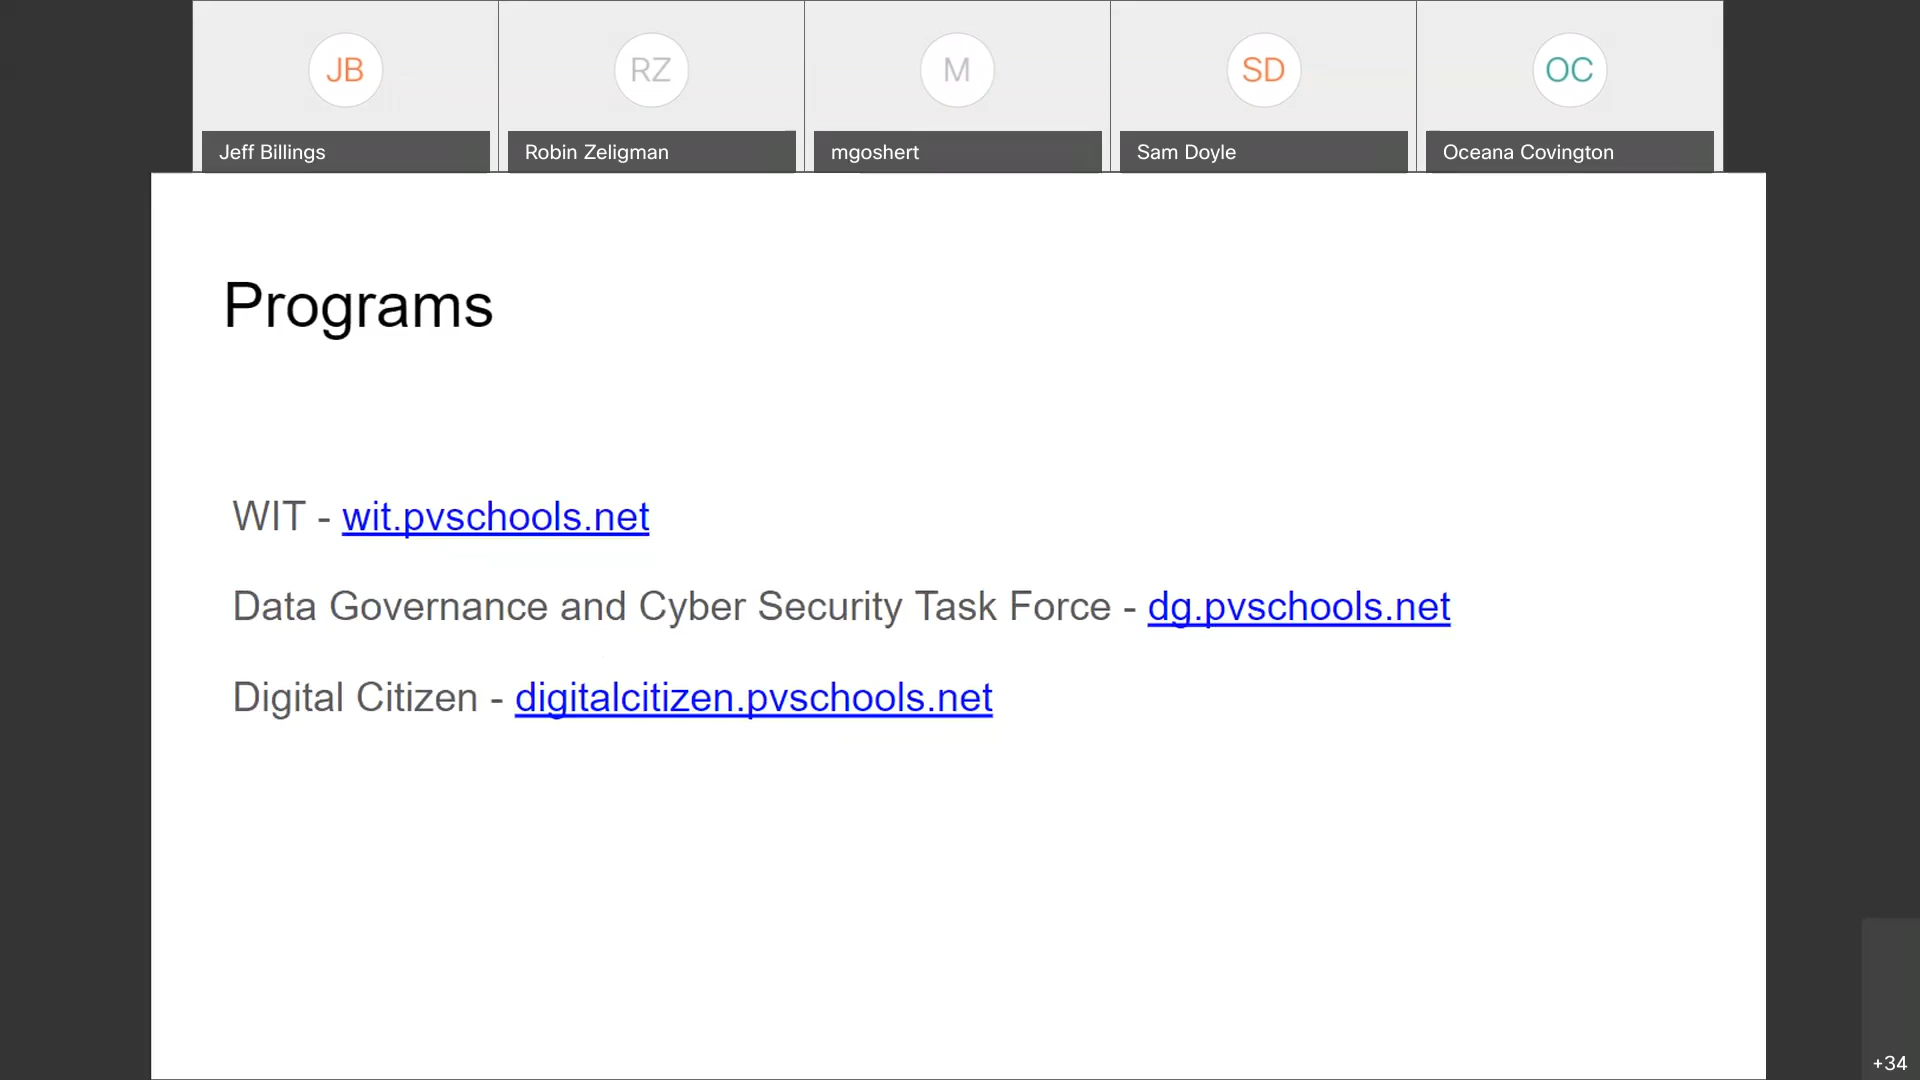 JB
RZ
M
SD
OC
Jeff Billings
Robin Zeligman
mgoshert
Sam Doyle
Oceana Covington
Programs
WIT - wit.pvschools.net
Data Governance and Cyber Security Task Force - dg.pvschools.net
Digital Citizen - digitalcitizen.pvschools.net
+34